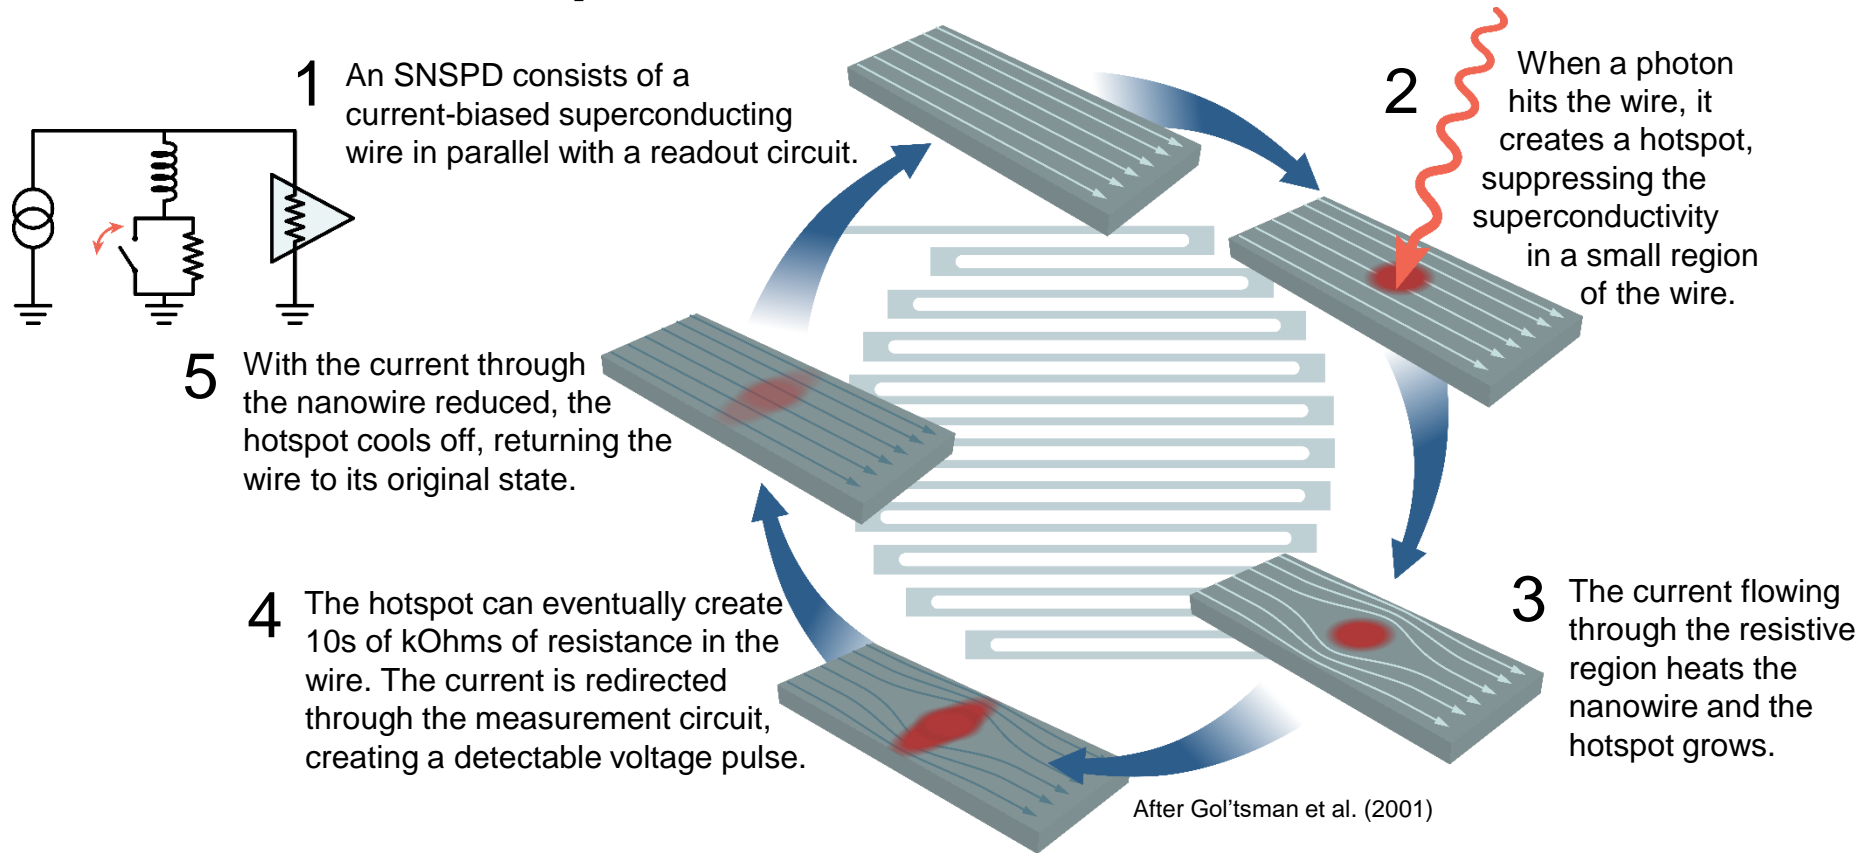 1
An SNSPD consists of a
current-biased superconducting
wire in parallel with a readout circuit.
2
When a photon
hits the wire, it
creates a hotspot,
suppressing the
superconductivity
in a small region
of the wire.
3
The current flowing
through the resistive
region heats the
nanowire and the
hotspot grows.
4
The hotspot can eventually create
10s of kOhms of resistance in the
wire. The current is redirected
through the measurement circuit,
creating a detectable voltage pulse.
5
With the current through
the nanowire reduced, the
hotspot cools off, returning the
wire to its original state.
After Gol'tsman et al. (2001)